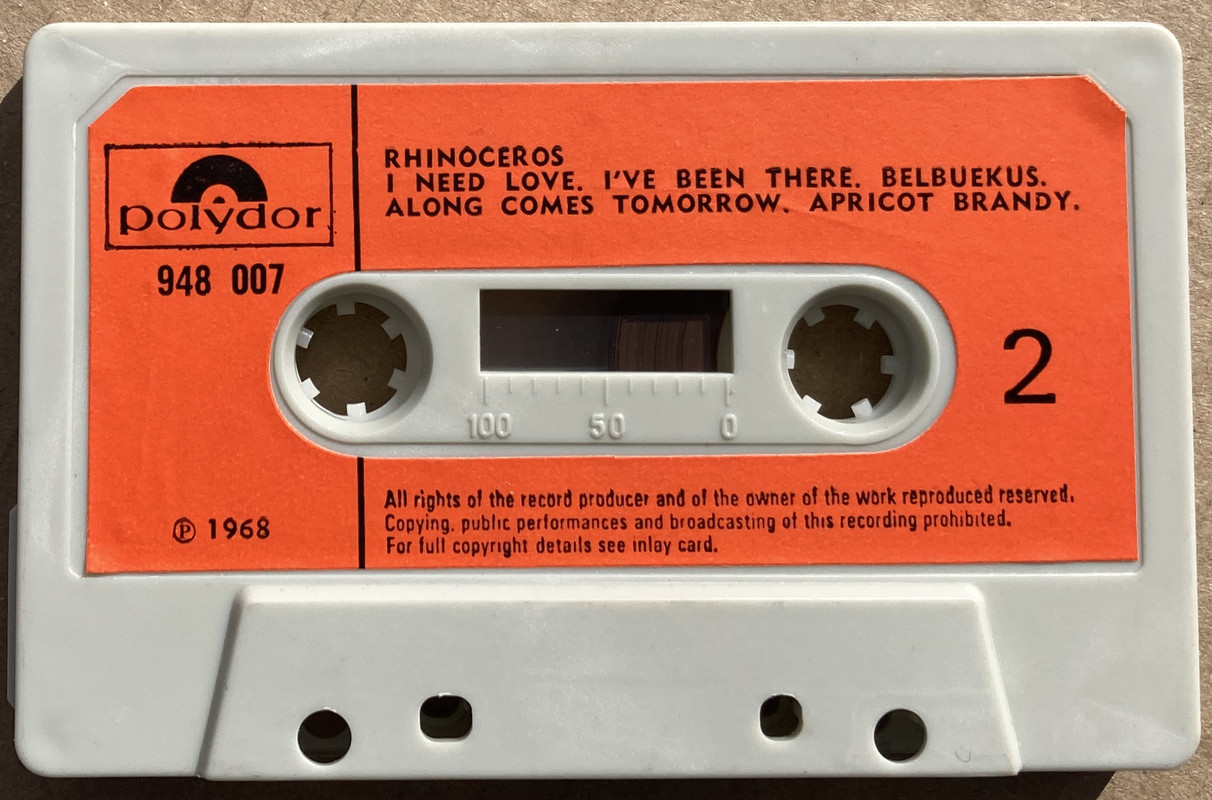 polydor
948 007
RHINOCEROS
I NEED LOVE. I'VE BEEN THERE. BELBUEKUS.
ALONG COMES TOMORROW. APRICOT BRANDY.
2
100 50 0
℗ 1968
All rights of the record producer and of the owner of the work reproduced reserved.
Copying, public performances and broadcasting of this recording prohibited.
For full copyright details see inlay card.